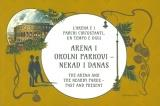 L'ARENA E I
PARCHI CIRCOSTANTI,
UN TEMPO E OGGI
ARENA I
OKOLNI PARKOVI –
NEKAD I DANAS
THE ARENA AND
THE NEARBY PARKS –
PAST AND PRESENT